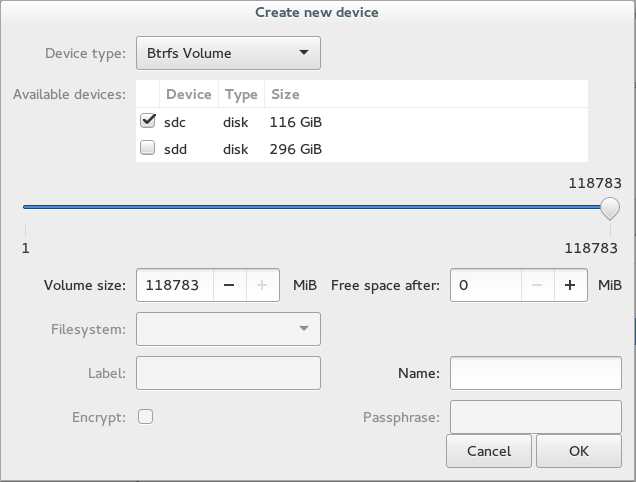 Create new device
Device type: Btrfs Volume
Available devices: Device Type Size
sdc disk 116 GiB
sdd disk 296 GiB
118783
1 118783
Volume size: 118783 − + MiB Free space after: 0 − + MiB
Filesystem:
Label: Name:
Encrypt: Passphrase:
Cancel OK